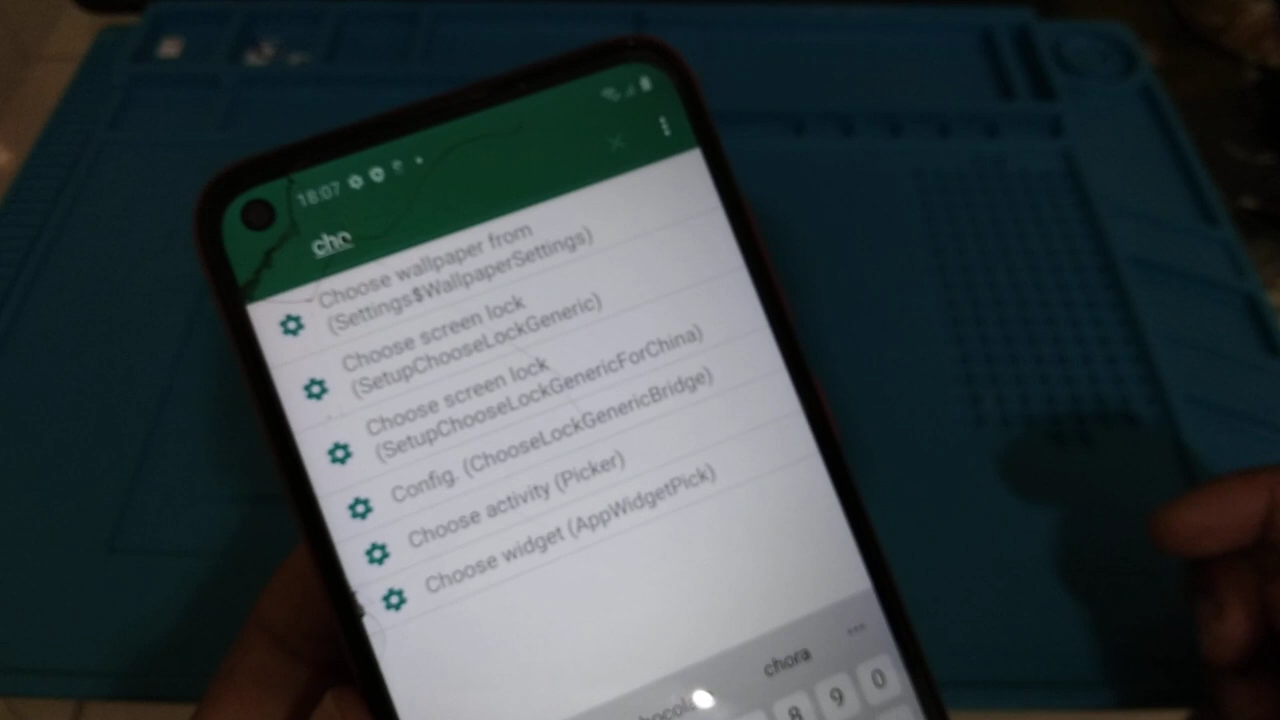 18:07
cho
Choose wallpaper from
(Settings$WallpaperSettings)
Choose screen lock
(SetupChooseLockGeneric)
Choose screen lock
(SetupChooseLockGenericForChina)
Config. (ChooseLockGenericBridge)
Choose activity (Picker)
Choose widget (AppWidgetPick)
chora
8 9 0